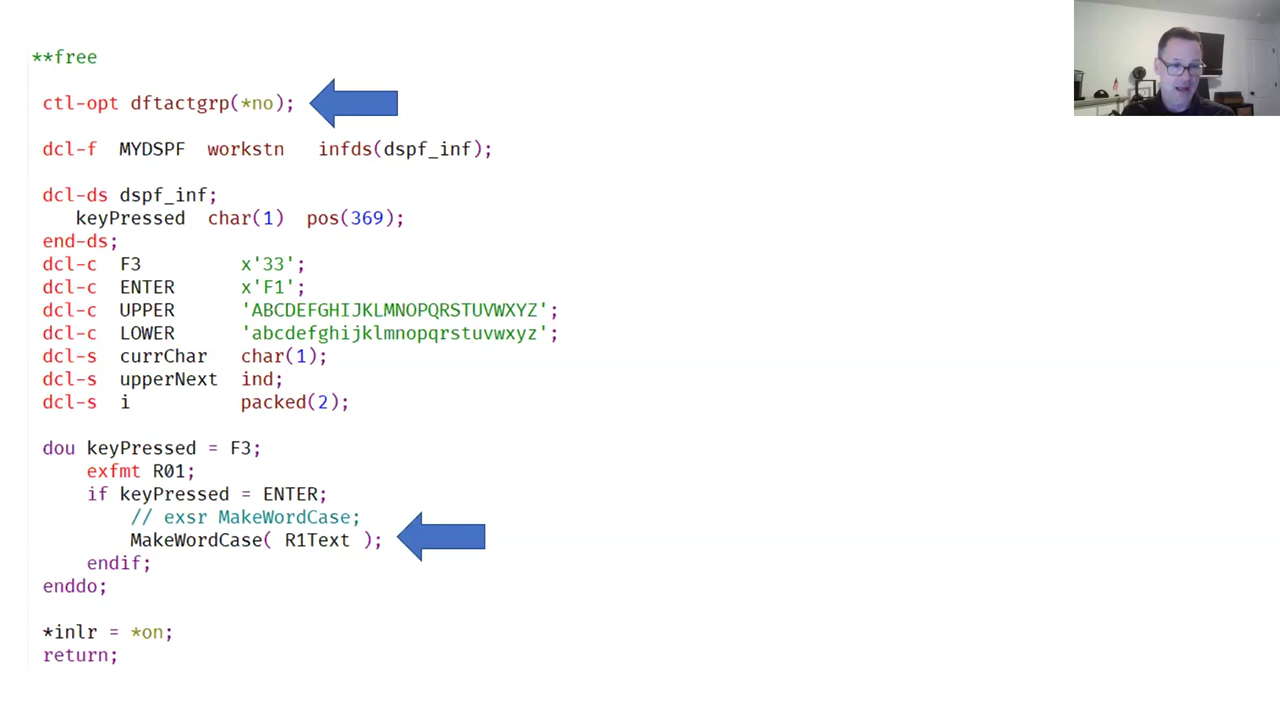 **free
ctl-opt dftactgrp(*no);
dcl-f MYDSPF workstn infds(dspf_inf);
dcl-ds dspf_inf;
keyPressed char(1) pos(369);
end-ds;
dcl-c F3 x'33';
dcl-c ENTER x'F1';
dcl-c UPPER 'ABCDEFGHIJKLMNOPQRSTUVWXYZ';
dcl-c LOWER 'abcdefghijklmnopqrstuvwxyz';
dcl-s currChar char(1);
dcl-s upperNext ind;
dcl-s i packed(2);
dou keyPressed = F3;
exfmt R01;
if keyPressed = ENTER;
// exsr MakeWordCase;
MakeWordCase( R1Text );
endif;
enddo;
*inlr = *on;
return;